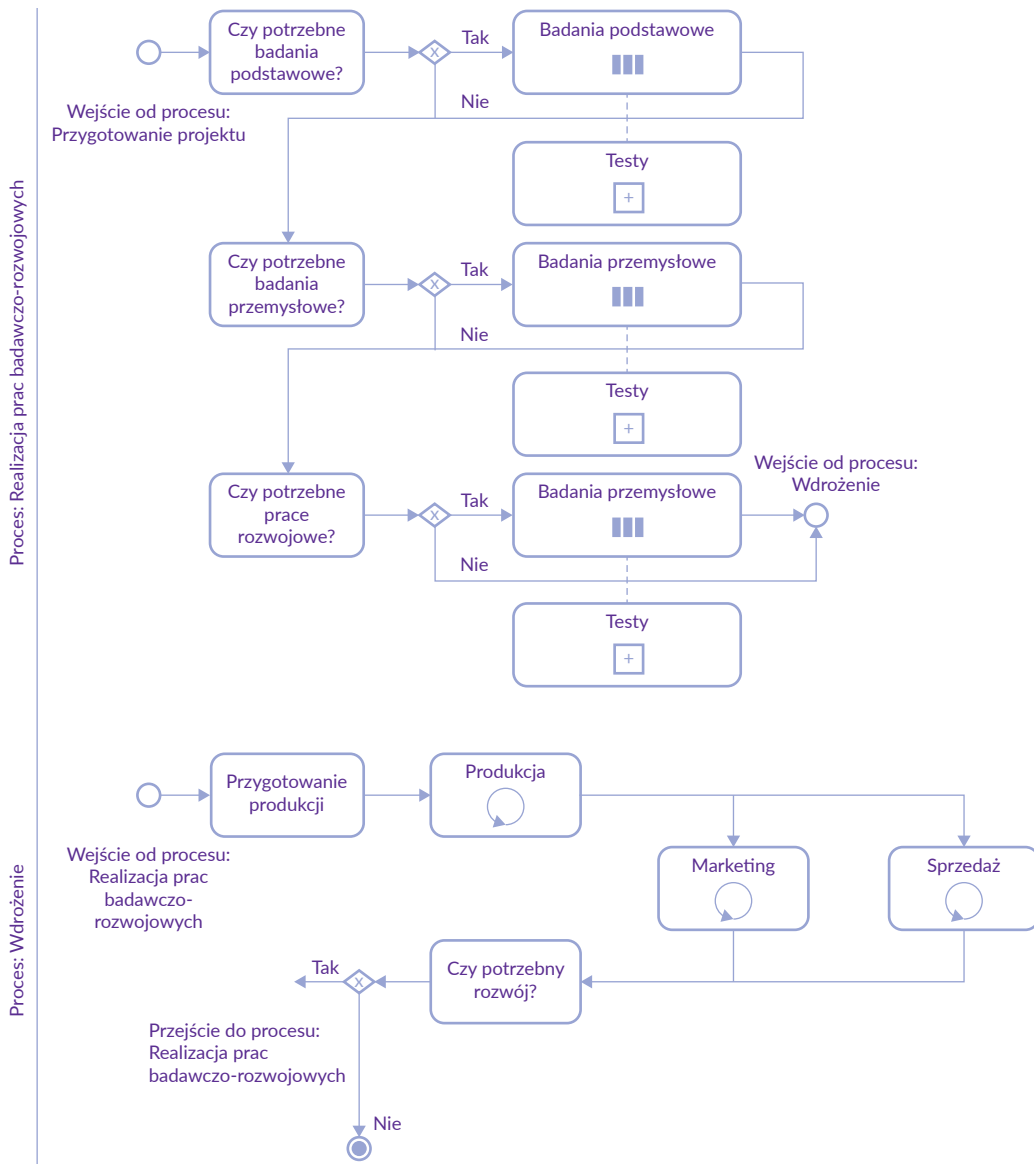 Proces: Realizacja prac badawczo-rozwojowych
Czy potrzebne
badania
podstawowe?
x
Tak
Badania podstawowe
Nie
Wejście od procesu:
Przygotowanie projektu
Testy
+
Czy potrzebne
badania
przemysłowe?
x
Tak
Badania przemysłowe
Nie
Testy
+
Wejście od procesu:
Wdrożenie
Czy potrzebne
prace
rozwojowe?
x
Tak
Badania przemysłowe
Nie
Testy
+
Proces: Wdrożenie
Przygotowanie
produkcji
Produkcja
Wejście od procesu:
Realizacja prac
badawczo-
rozwojowych
Marketing
Sprzedaż
Czy potrzebny
rozwój?
x
Tak
Przejście do procesu:
Realizacja prac
badawczo-rozwojowych
Nie